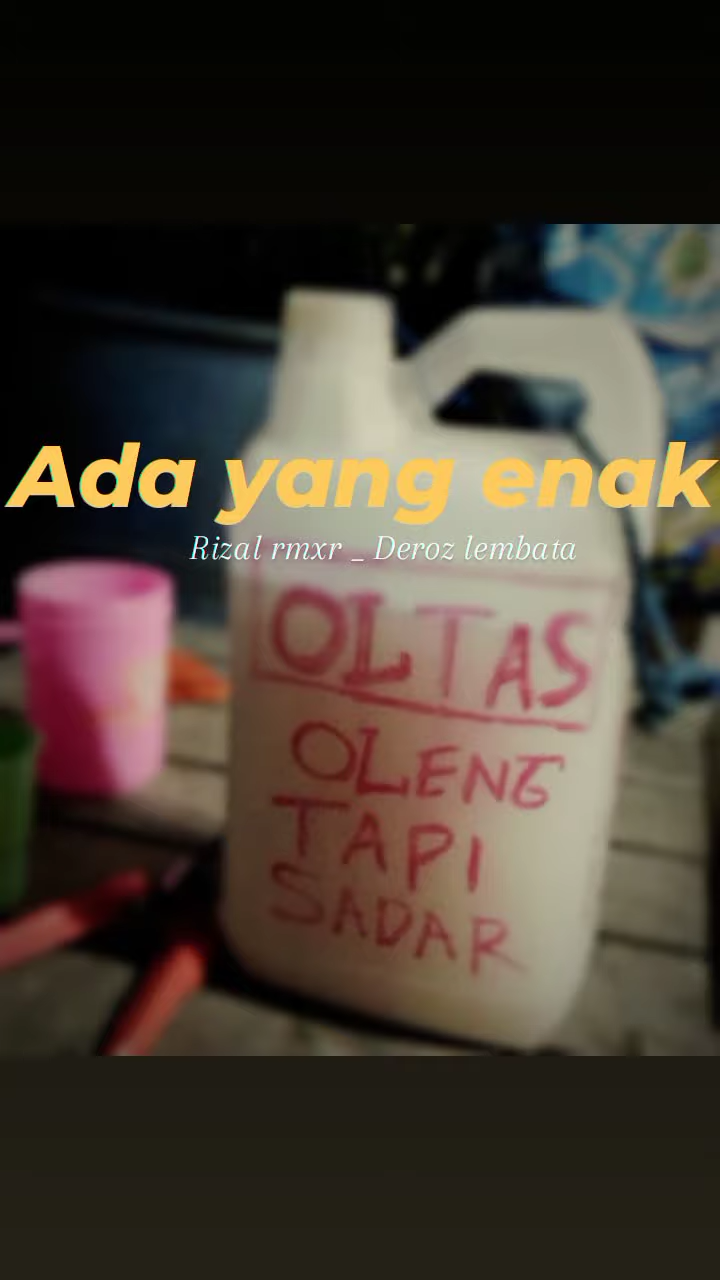 Ada yang enak
Rizal rmxr _ Deroz lembata
OLTAS
OLENG
TAPI
SADAR